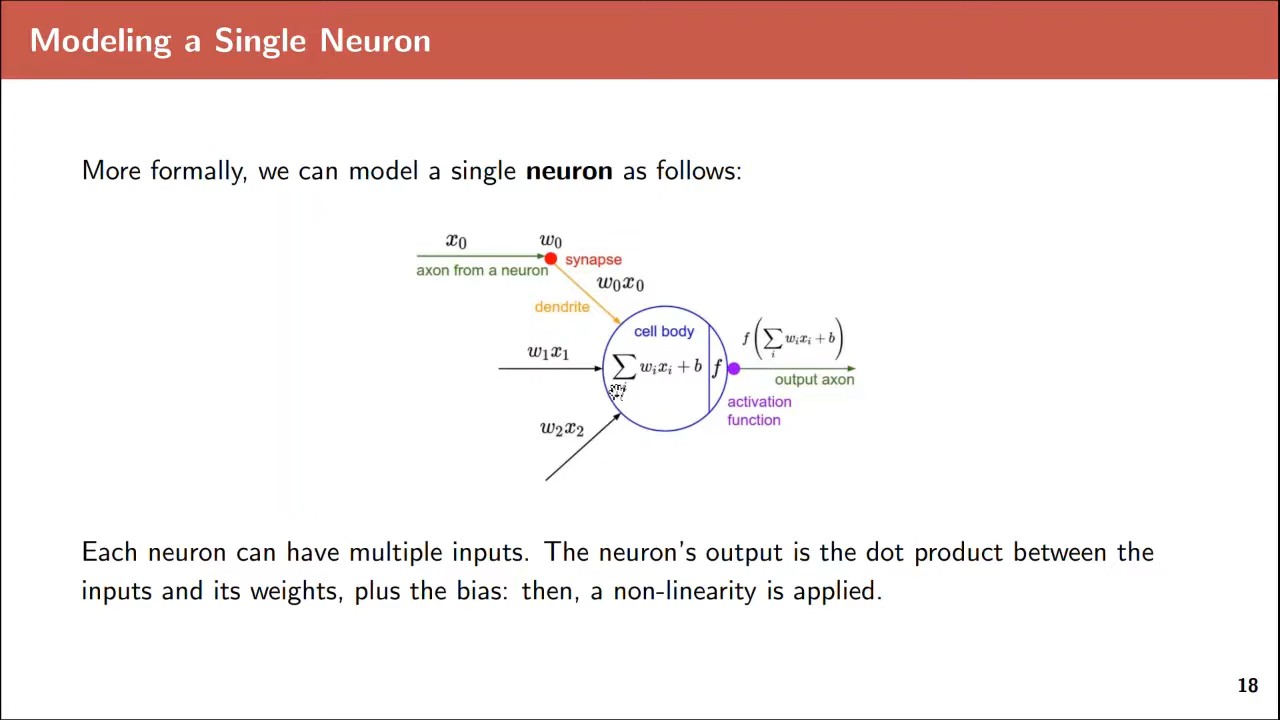 Modeling a Single Neuron
More formally, we can model a single neuron as follows:
x₀ w₀
axon from a neuron
synapse
w₀x₀
dendrite
cell body
w₁x₁
∑ wᵢxᵢ + b
i
f
f(∑ wᵢxᵢ + b)
i
output axon
activation
function
w₂x₂
Each neuron can have multiple inputs. The neuron's output is the dot product between the
inputs and its weights, plus the bias: then, a non-linearity is applied.
18